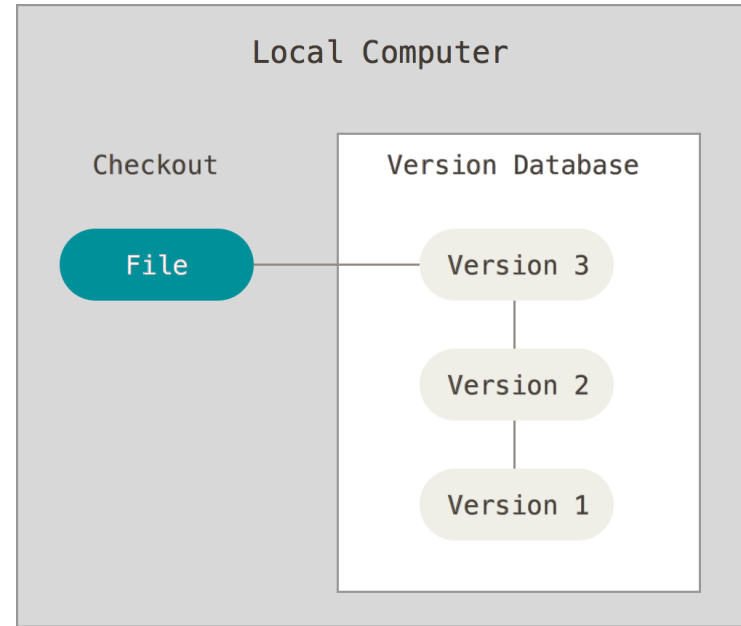 Local Computer
Checkout
Version Database
File
Version 3
Version 2
Version 1